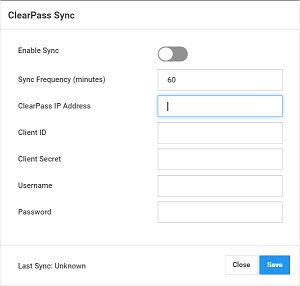 ClearPass Sync
Enable Sync
Sync Frequency (minutes) 60
ClearPass IP Address
Client ID
Client Secret
Username
Password
Last Sync: Unknown Close Save